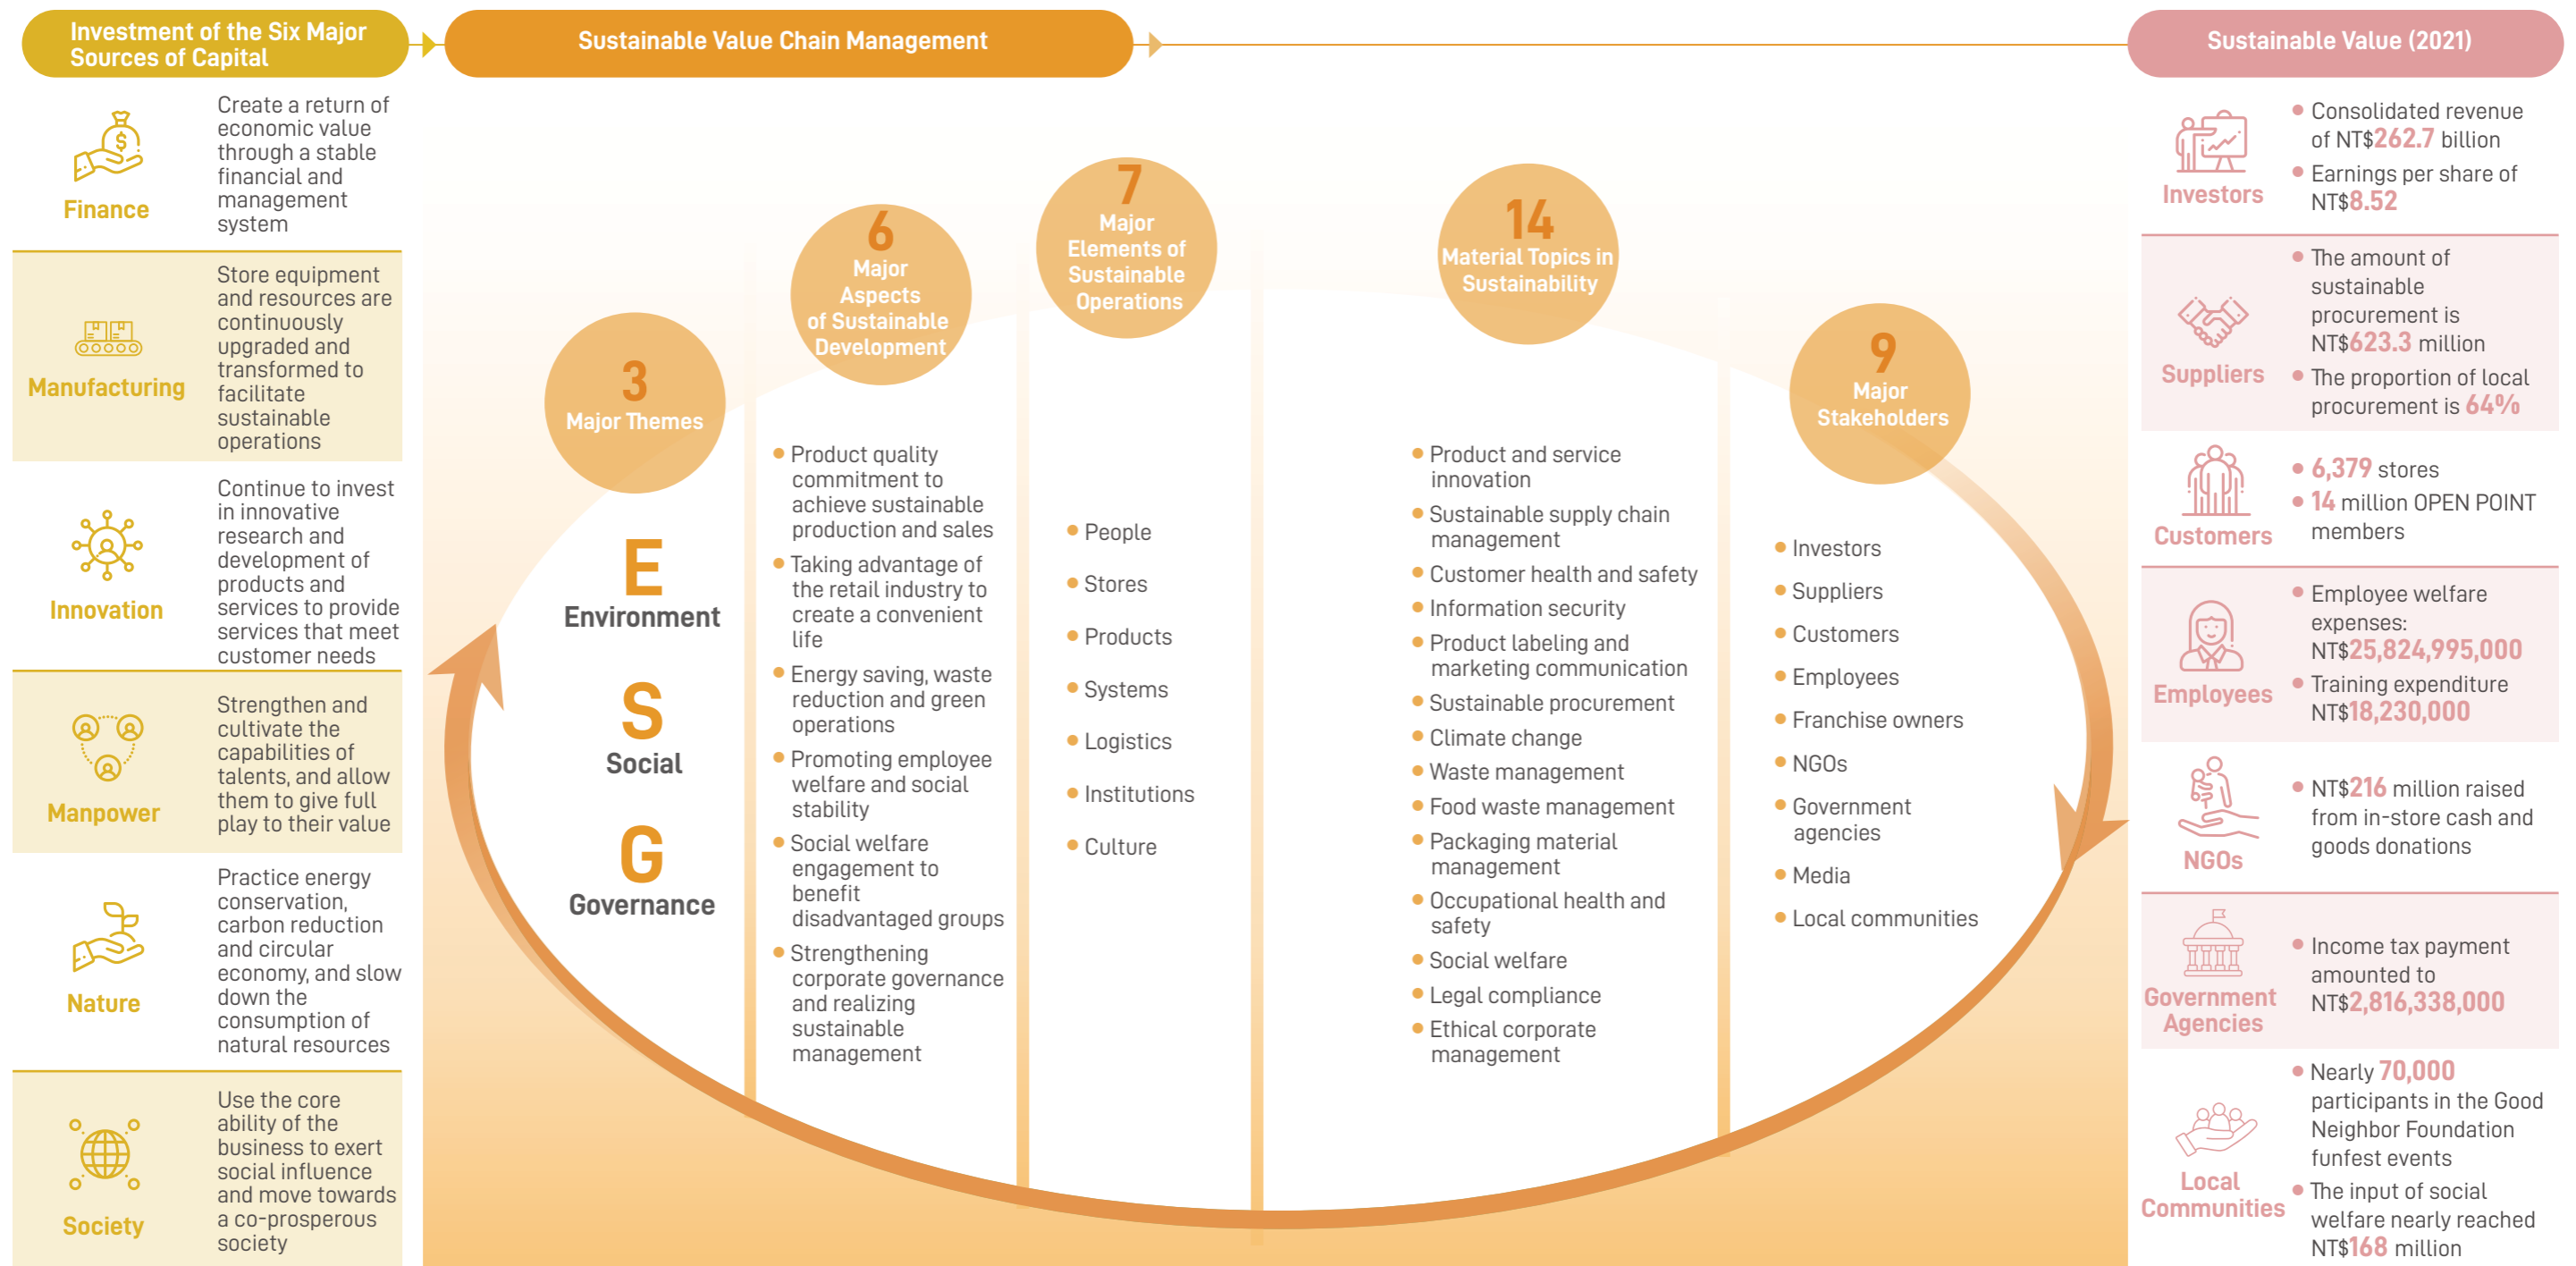 Investment of the Six Major
Sources of Capital
Sustainable Value Chain Management
Sustainable Value (2021)
Finance
Create a return of
economic value
through a stable
financial and
management
system
Manufacturing
Store equipment
and resources are
continuously
upgraded and
transformed to
facilitate
sustainable
operations
Innovation
Continue to invest
in innovative
research and
development of
products and
services to provide
services that meet
customer needs
Manpower
Strengthen and
cultivate the
capabilities of
talents, and allow
them to give full
play to their value
Nature
Practice energy
conservation,
carbon reduction
and circular
economy, and slow
down the
consumption of
natural resources
Society
Use the core
ability of the
business to exert
social influence
and move towards
a co-prosperous
society
3
Major Themes
E
Environment
S
Social
G
Governance
6
Major
Aspects
of Sustainable
Development
• Product quality
commitment to
achieve sustainable
production and sales
• Taking advantage of
the retail industry to
create a convenient
life
• Energy saving, waste
reduction and green
operations
• Promoting employee
welfare and social
stability
• Social welfare
engagement to
benefit
disadvantaged groups
• Strengthening
corporate governance
and realizing
sustainable
management
7
Major
Elements of
Sustainable
Operations
• People
• Stores
• Products
• Systems
• Logistics
• Institutions
• Culture
14
Material Topics in
Sustainability
• Product and service
innovation
• Sustainable supply chain
management
• Customer health and safety
• Information security
• Product labeling and
marketing communication
• Sustainable procurement
• Climate change
• Waste management
• Food waste management
• Packaging material
management
• Occupational health and
safety
• Social welfare
• Legal compliance
• Ethical corporate
management
9
Major
Stakeholders
• Investors
• Suppliers
• Customers
• Employees
• Franchise owners
• NGOs
• Government
agencies
• Media
• Local communities
Investors
• Consolidated revenue
of NT$262.7 billion
• Earnings per share of
NT$8.52
Suppliers
• The amount of
sustainable
procurement is
NT$623.3 million
• The proportion of local
procurement is 64%
Customers
• 6,379 stores
• 14 million OPEN POINT
members
Employees
• Employee welfare
expenses:
NT$25,824,995,000
• Training expenditure
NT$18,230,000
NGOs
• NT$216 million raised
from in-store cash and
goods donations
Government
Agencies
• Income tax payment
amounted to
NT$2,816,338,000
Local
Communities
• Nearly 70,000
participants in the Good
Neighbor Foundation
funfest events
• The input of social
welfare nearly reached
NT$168 million